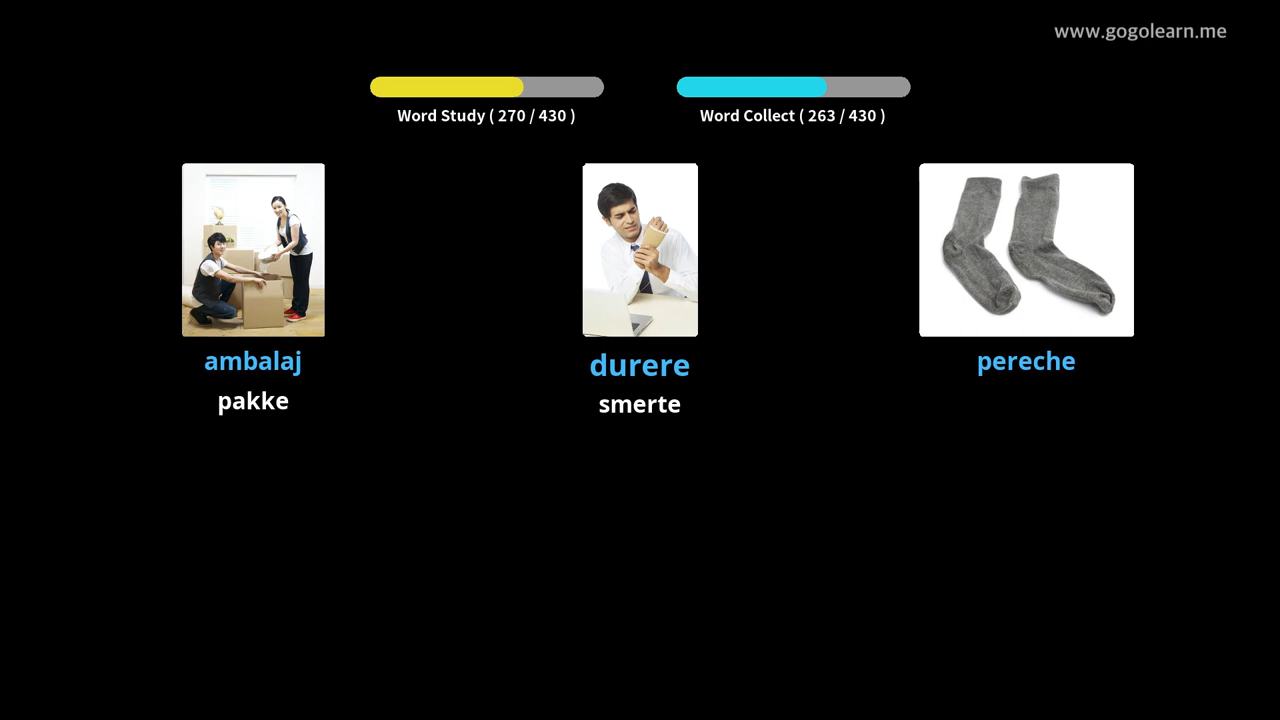 www.gogolearn.me
Word Study ( 270 / 430 )
Word Collect ( 263 / 430 )
ambalaj
pakke
durere
smerte
pereche